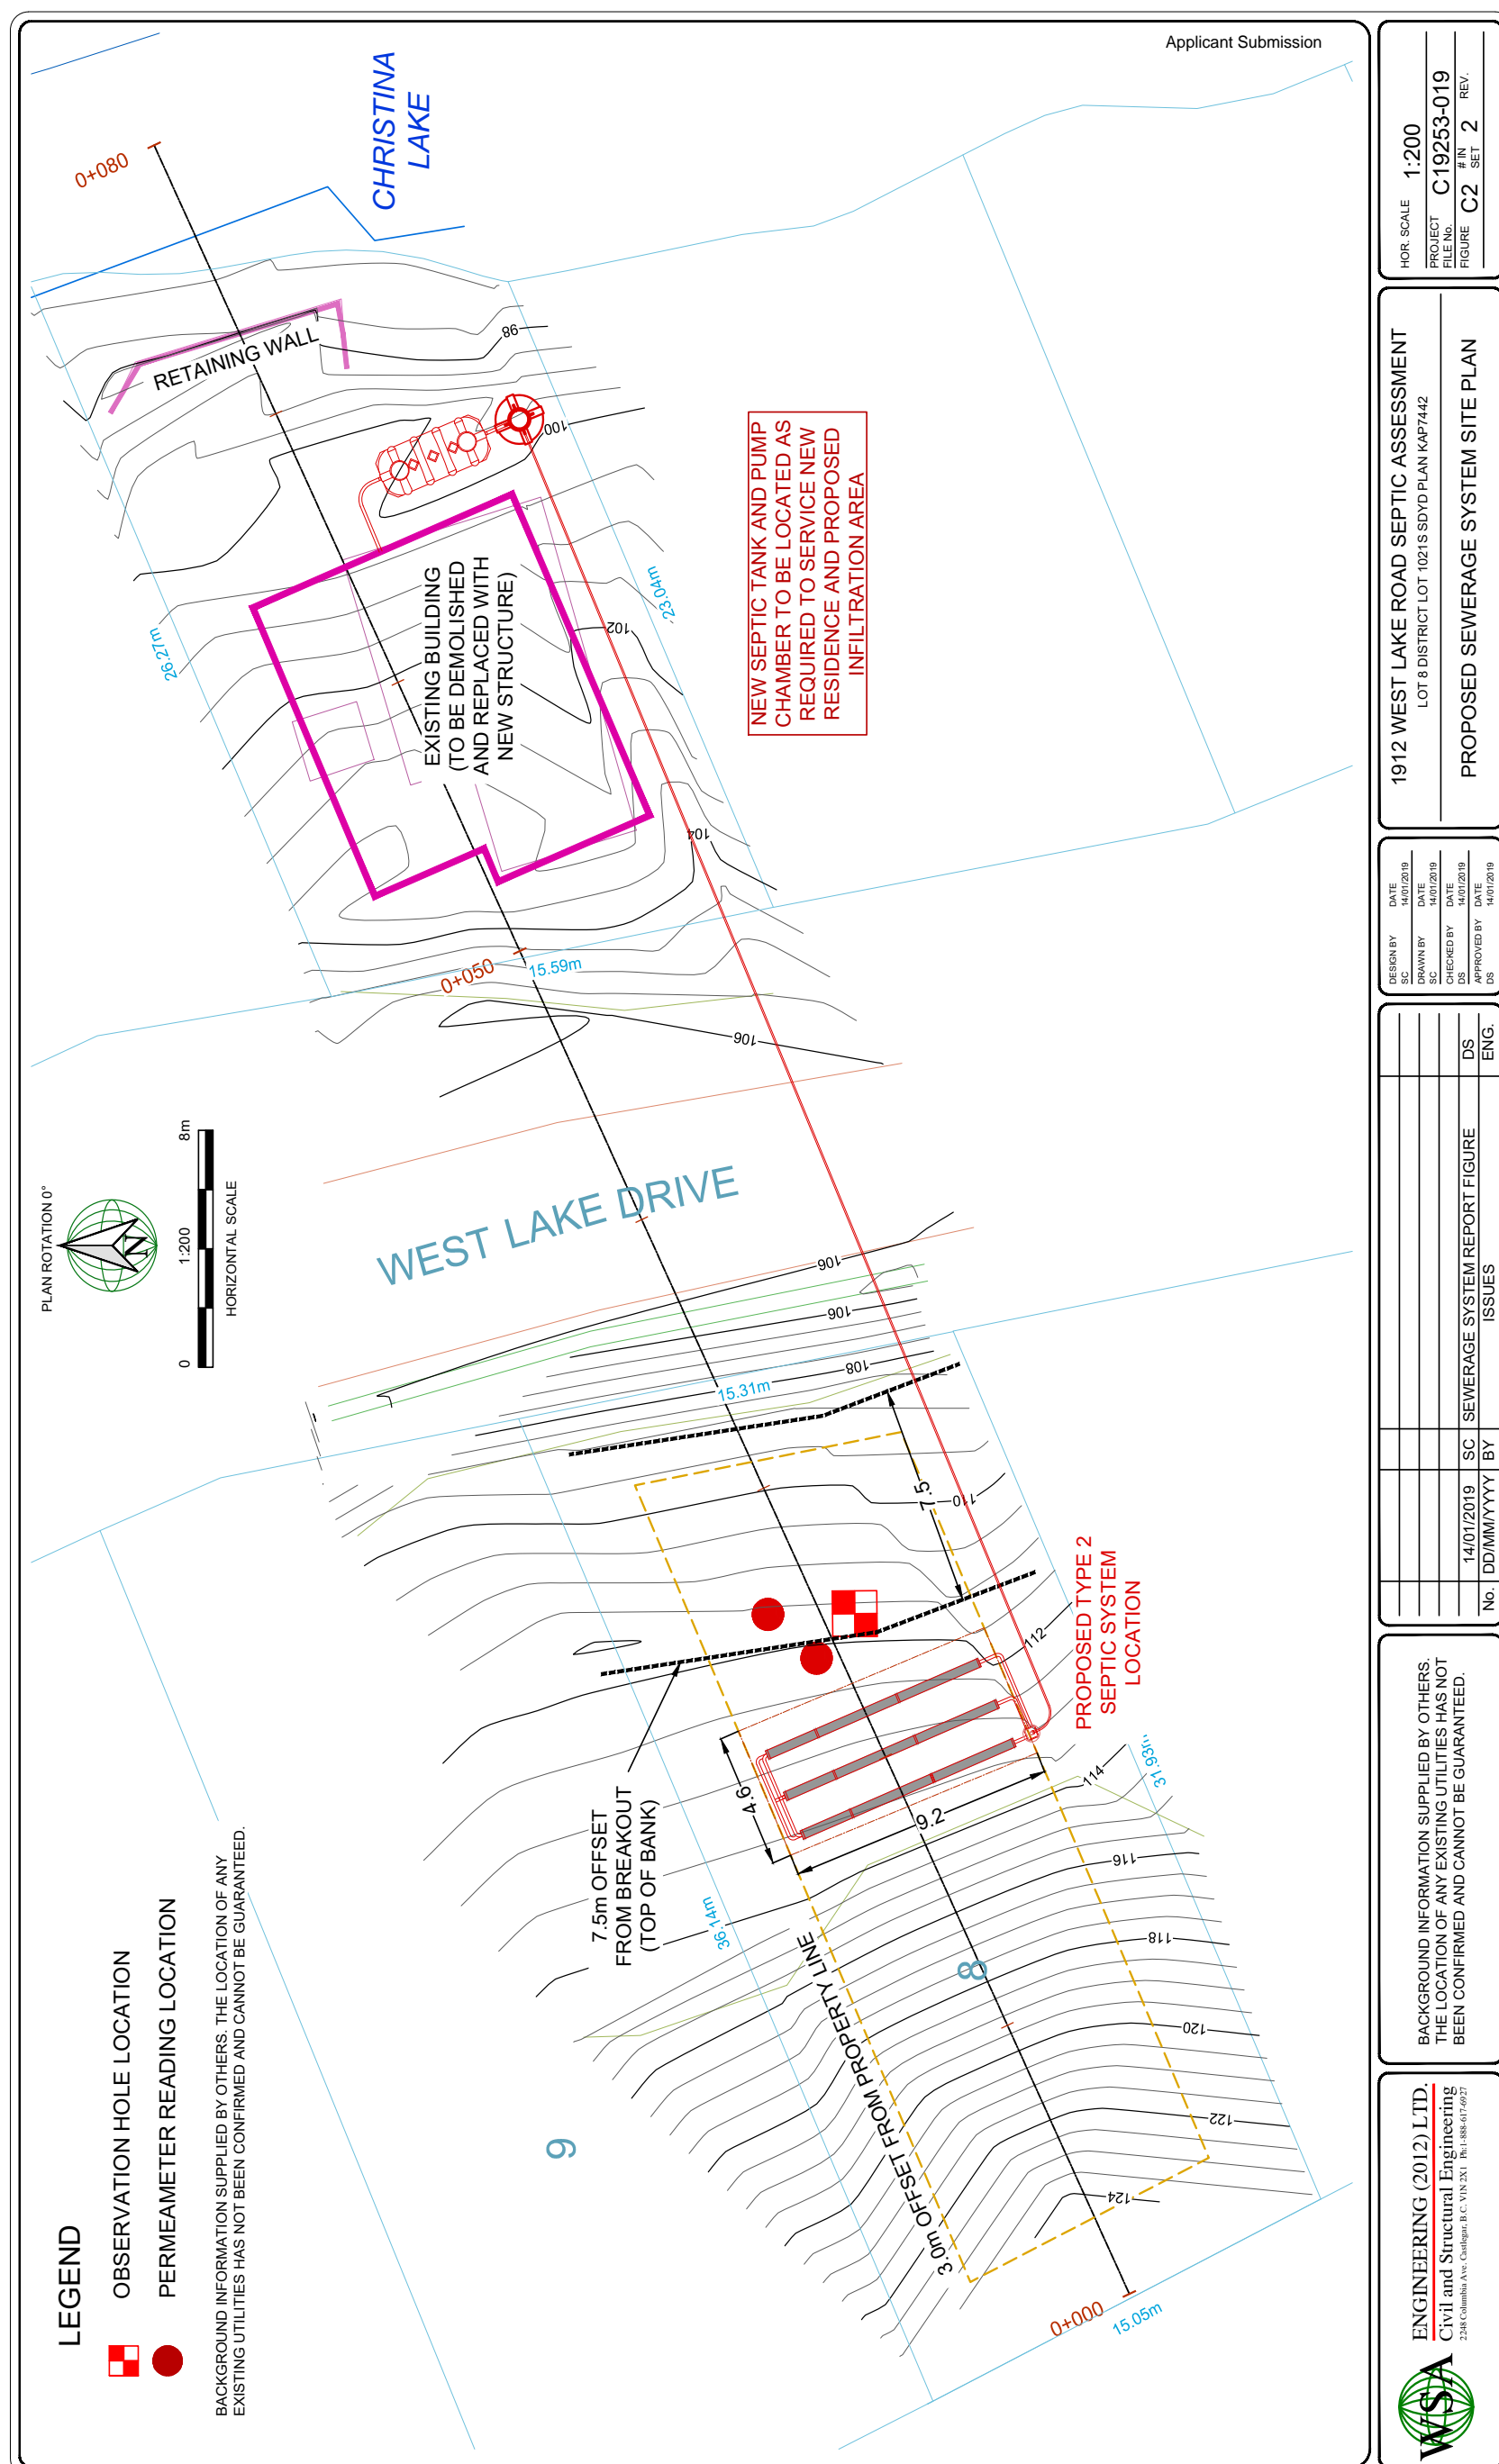 Applicant Submission
LEGEND
OBSERVATION HOLE LOCATION
PERMEAMETER READING LOCATION
BACKGROUND INFORMATION SUPPLIED BY OTHERS. THE LOCATION OF ANY
EXISTING UTILITIES HAS NOT BEEN CONFIRMED AND CANNOT BE GUARANTEED.
PLAN ROTATION 0°
N
0
1:200
8m
HORIZONTAL SCALE
CHRISTINA
LAKE
0+080
RETAINING WALL
98
100
26.27m
EXISTING BUILDING
(TO BE DEMOLISHED
AND REPLACED WITH
NEW STRUCTURE)
23.04m
102
104
NEW SEPTIC TANK AND PUMP
CHAMBER TO BE LOCATED AS
REQUIRED TO SERVICE NEW
RESIDENCE AND PROPOSED
INFILTRATION AREA
0+050
15.59m
106
WEST LAKE DRIVE
106
106
108
15.31m
7.5
110
112
PROPOSED TYPE 2
SEPTIC SYSTEM
LOCATION
7.5m OFFSET
FROM BREAKOUT
(TOP OF BANK)
4.6
9.2
114
31.93m
36.14m
116
118
3.0m OFFSET FROM PROPERTY LINE
8
9
120
122
124
0+000
15.05m
WSA
ENGINEERING (2012) LTD.
Civil and Structural Engineering
2248 Columbia Ave. Castlegar, B.C. V1N 2X1 Ph:1-888-617-6927
BACKGROUND INFORMATION SUPPLIED BY OTHERS.
THE LOCATION OF ANY EXISTING UTILITIES HAS NOT
BEEN CONFIRMED AND CANNOT BE GUARANTEED.
14/01/2019 SC SEWERAGE SYSTEM REPORT FIGURE DS
No. DD/MM/YYYY BY ISSUES ENG.
DESIGN BY DATE
SC 14/01/2019
DRAWN BY DATE
SC 14/01/2019
CHECKED BY DATE
DS 14/01/2019
APPROVED BY DATE
DS 14/01/2019
1912 WEST LAKE ROAD SEPTIC ASSESSMENT
LOT 8 DISTRICT LOT 1021S SDYD PLAN KAP7442
PROPOSED SEWERAGE SYSTEM SITE PLAN
HOR. SCALE 1:200
PROJECT FILE No. C19253-019
FIGURE C2 # IN SET 2 REV.